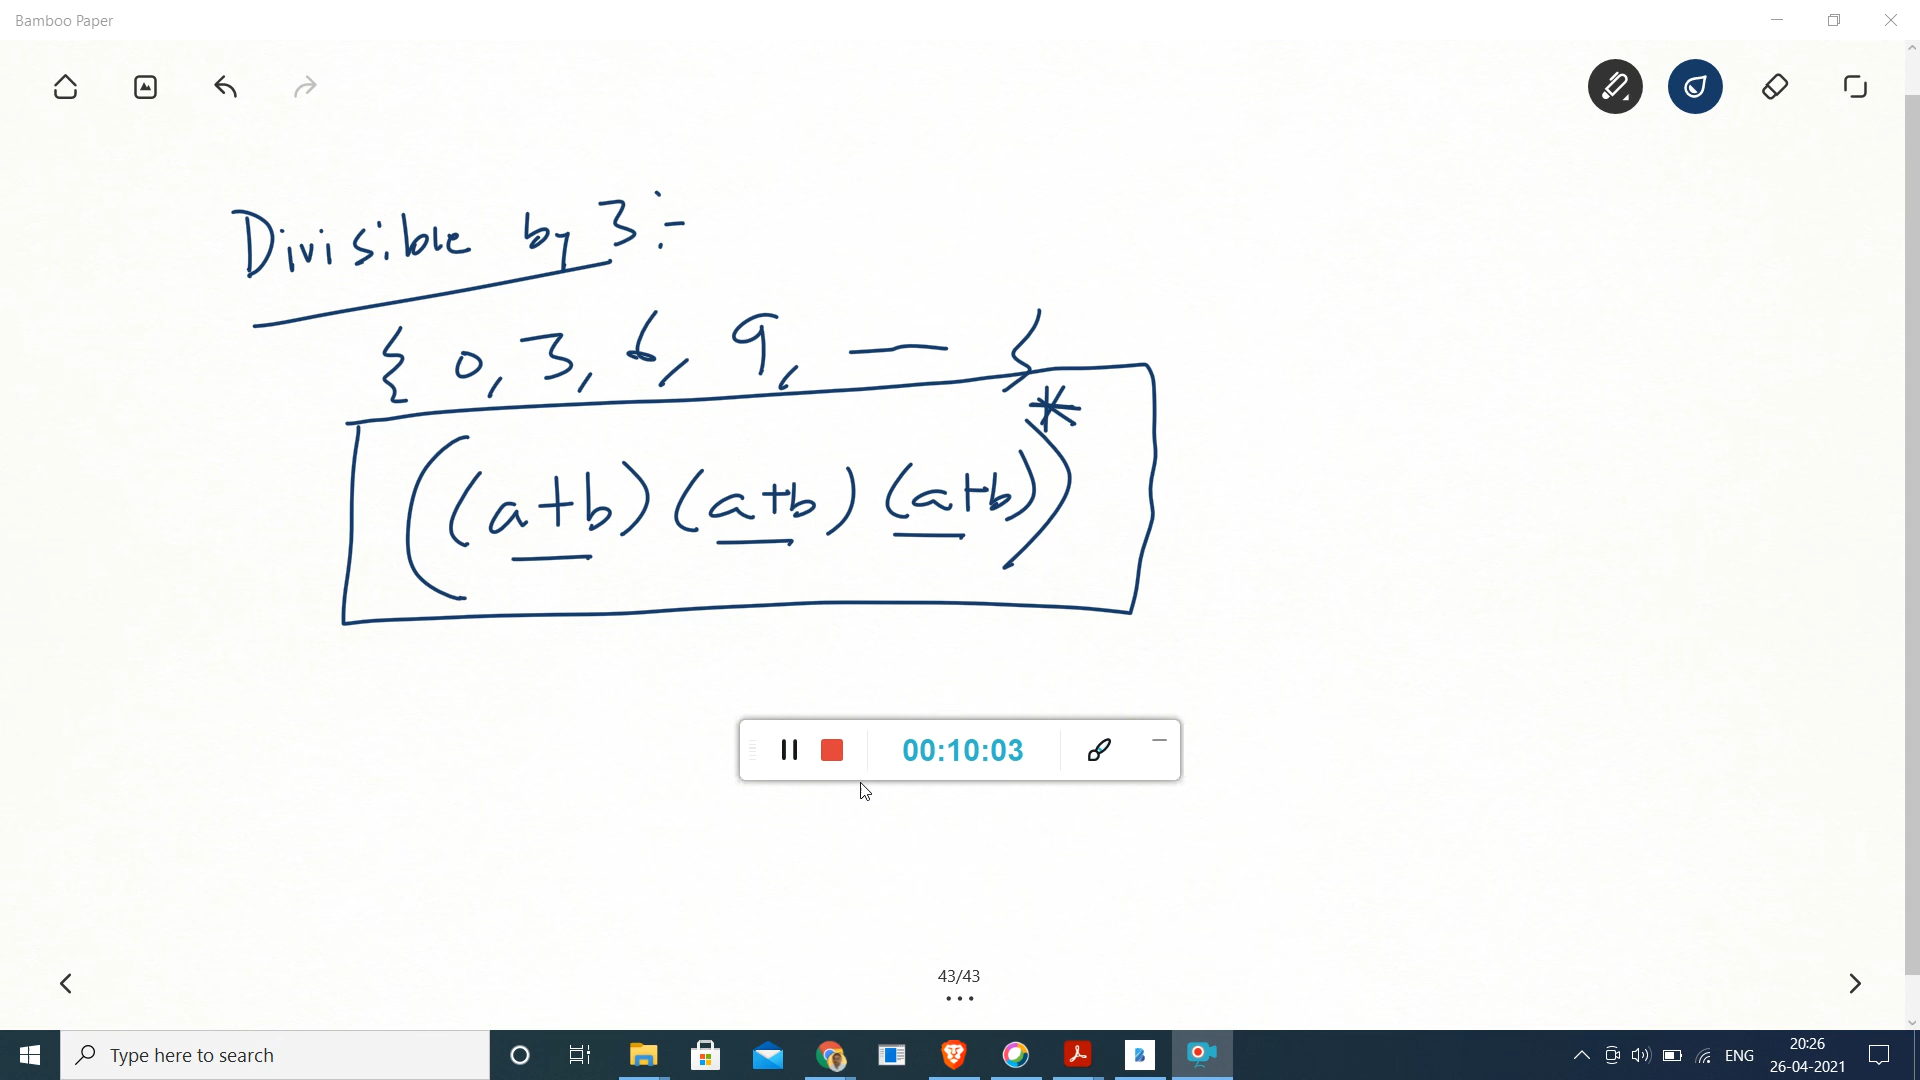 Bamboo Paper
Divisible by 3 :-
{ 0, 3, 6, 9, — }
((a+b)(a+b)(a+b))*
00:10:03
43/43
Type here to search
ENG
20:26
26-04-2021